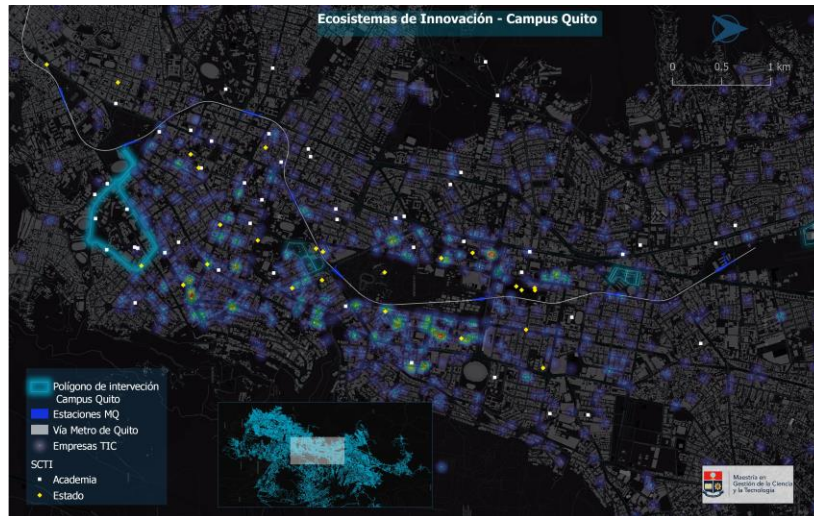 Ecosistemas de Innovación - Campus Quito
0 0.5 1 km
Polígono de interveción
Campus Quito
Estaciones MQ
Vía Metro de Quito
Empresas TIC
SCTI
Academia
Estado
Maestría en
Gestión de la Ciencia
y la Tecnología